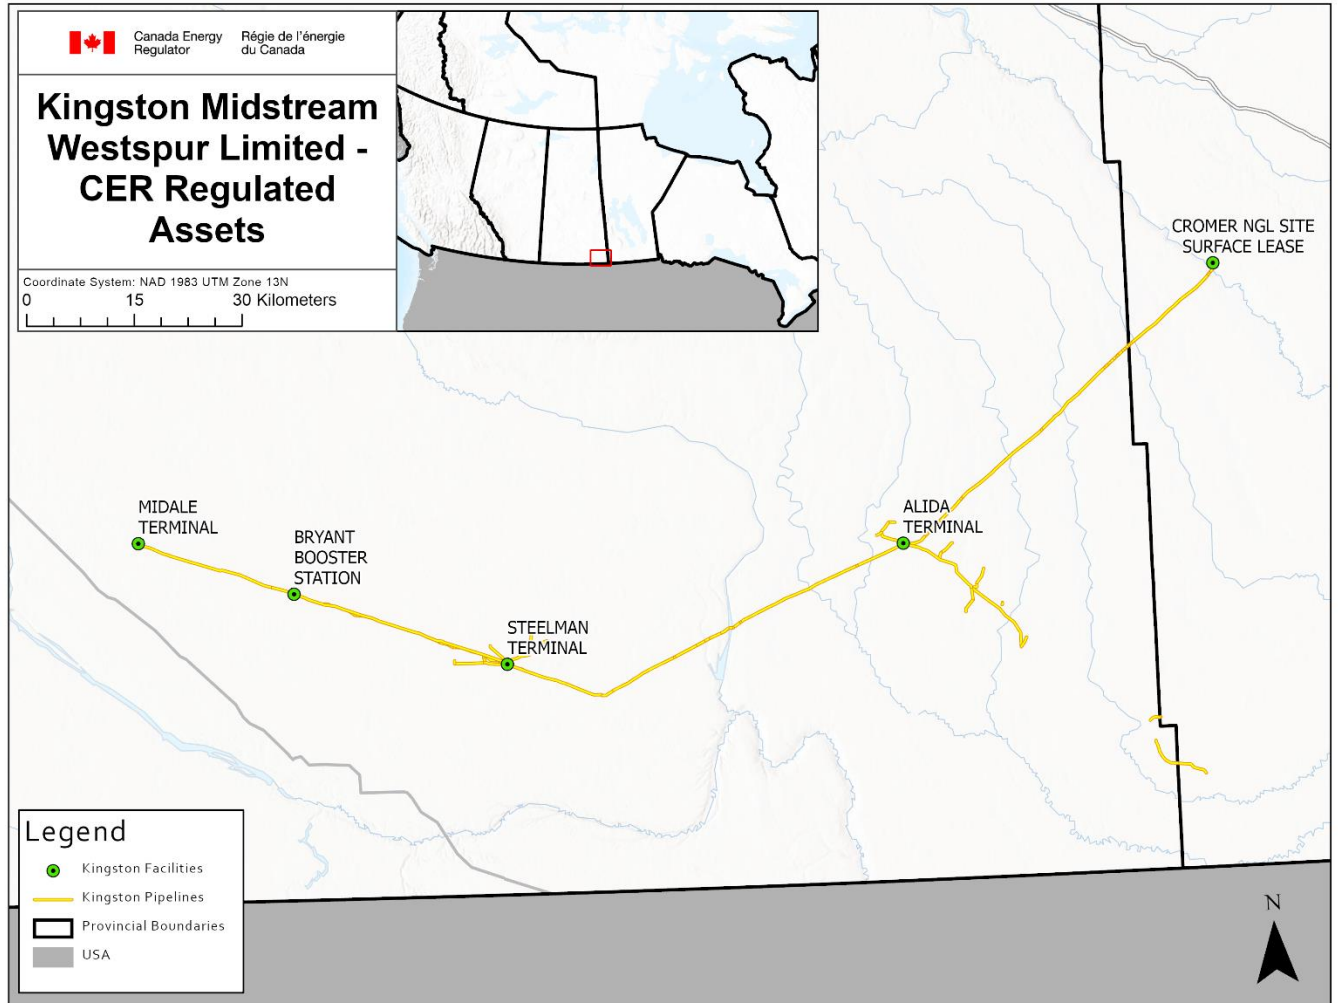 Canada Energy Regulator
Régie de l'énergie du Canada
Kingston Midstream
Westspur Limited -
CER Regulated
Assets
Coordinate System: NAD 1983 UTM Zone 13N
0 15 30 Kilometers
CROMER NGL SITE
SURFACE LEASE
MIDALE
TERMINAL
BRYANT
BOOSTER
STATION
STEELMAN
TERMINAL
ALIDA
TERMINAL
Legend
Kingston Facilities
Kingston Pipelines
Provincial Boundaries
USA
N